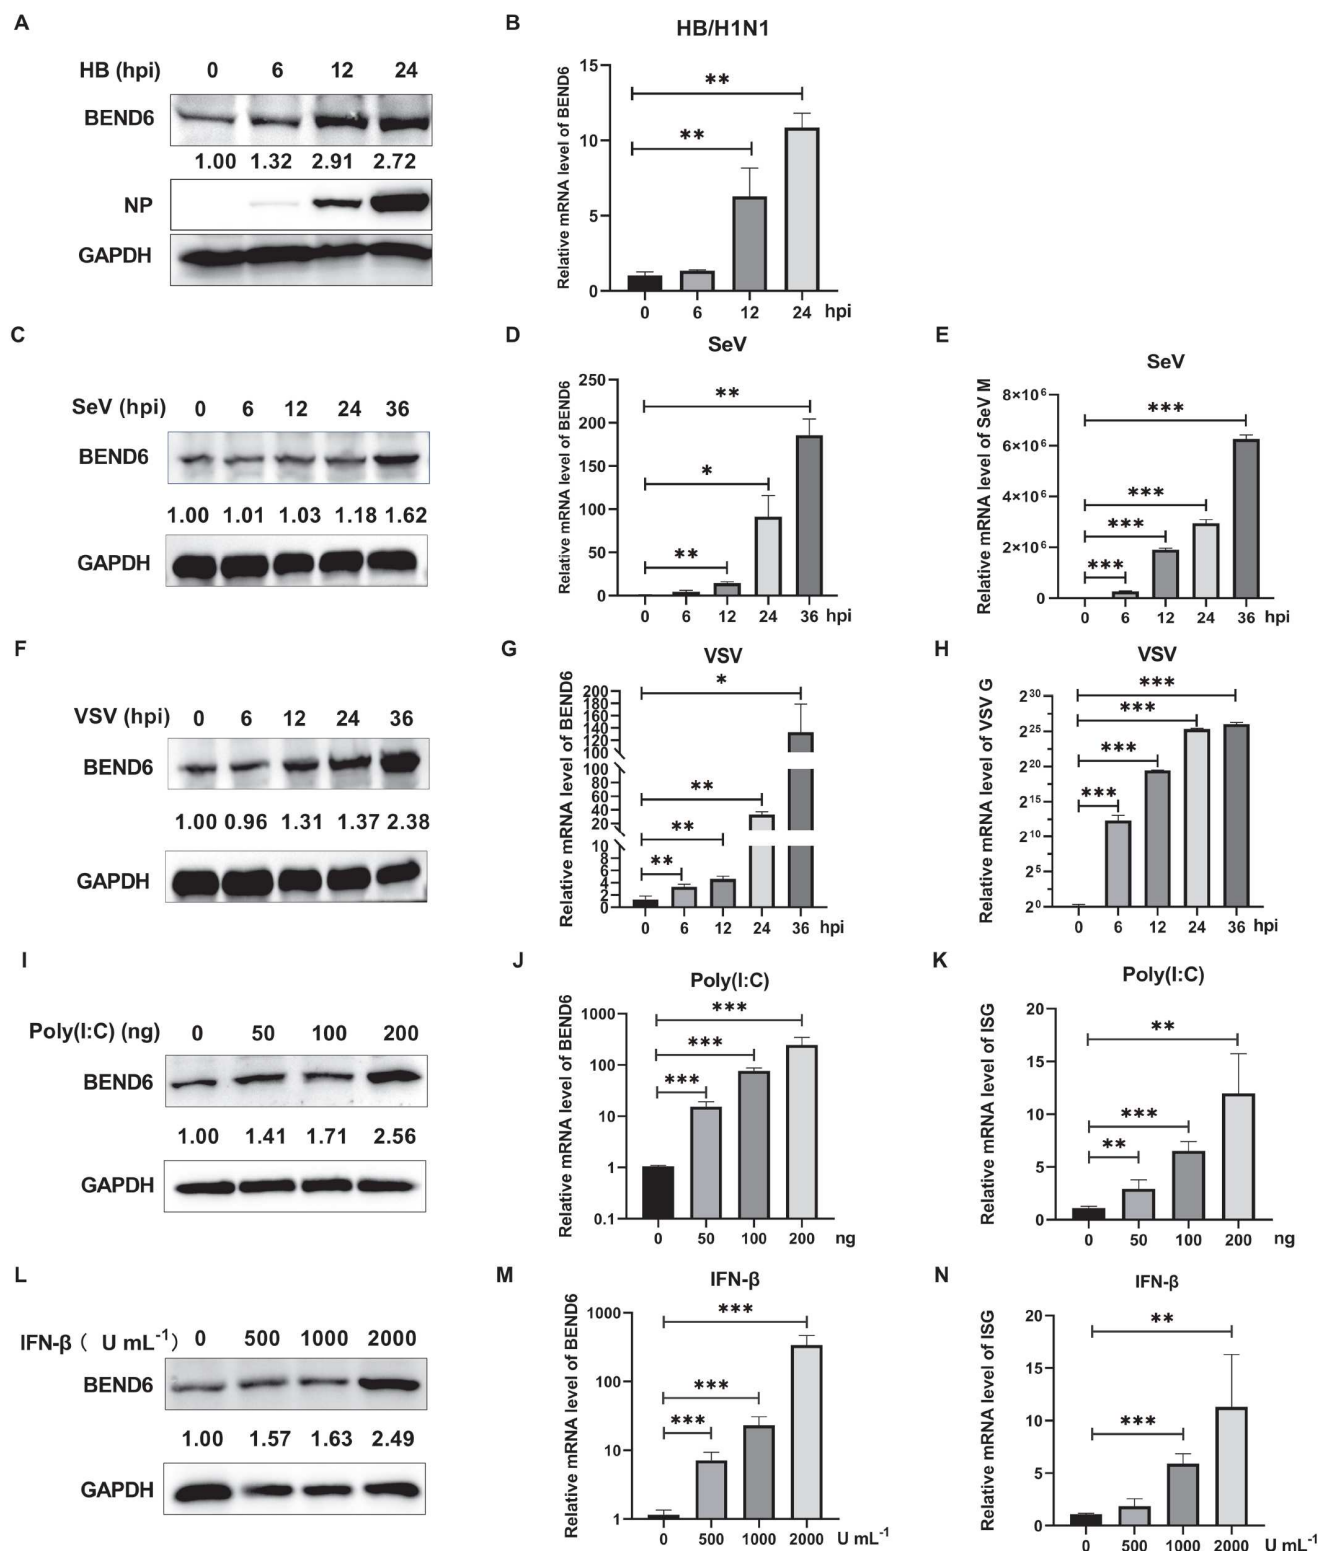 A
HB (hpi) 0 6 12 24
BEND6
1.00 1.32 2.91 2.72
NP
GAPDH
B
HB/H1N1
Relative mRNA level of BEND6
15
**
10
**
5
0
0 6 12 24 hpi
C
SeV (hpi) 0 6 12 24 36
BEND6
1.00 1.01 1.03 1.18 1.62
GAPDH
D
SeV
Relative mRNA level of BEND6
250
**
200
150
*
100
50
**
0
0 6 12 24 36 hpi
E
SeV
Relative mRNA level of SeV M
8×10⁶
***
6×10⁶
4×10⁶
***
***
2×10⁶
***
0
0 6 12 24 36 hpi
F
VSV (hpi) 0 6 12 24 36
BEND6
1.00 0.96 1.31 1.37 2.38
GAPDH
G
VSV
Relative mRNA level of BEND6
*
200
180
160
140
120
100
100
80
60
40
20
**
10
8
6
4
2
0
**
**
0 6 12 24 36 hpi
H
VSV
Relative mRNA level of VSV G
2³⁰
***
***
2²⁵
***
2²⁰
***
2¹⁵
2¹⁰
2⁵
2⁰
0 6 12 24 36 hpi
I
Poly(I:C) (ng) 0 50 100 200
BEND6
1.00 1.41 1.71 2.56
GAPDH
J
Poly(I:C)
Relative mRNA level of BEND6
1000
***
***
100
***
10
1
0.1
0 50 100 200 ng
K
Poly(I:C)
Relative mRNA level of ISG
20
**
15
10
***
**
5
0
0 50 100 200 ng
L
IFN-β ( U mL⁻¹) 0 500 1000 2000
BEND6
1.00 1.57 1.63 2.49
GAPDH
M
IFN-β
Relative mRNA level of BEND6
1000
***
100
***
***
10
1
0 500 1000 2000 U mL⁻¹
N
IFN-β
Relative mRNA level of ISG
20
**
15
10
***
5
0
0 500 1000 2000 U mL⁻¹